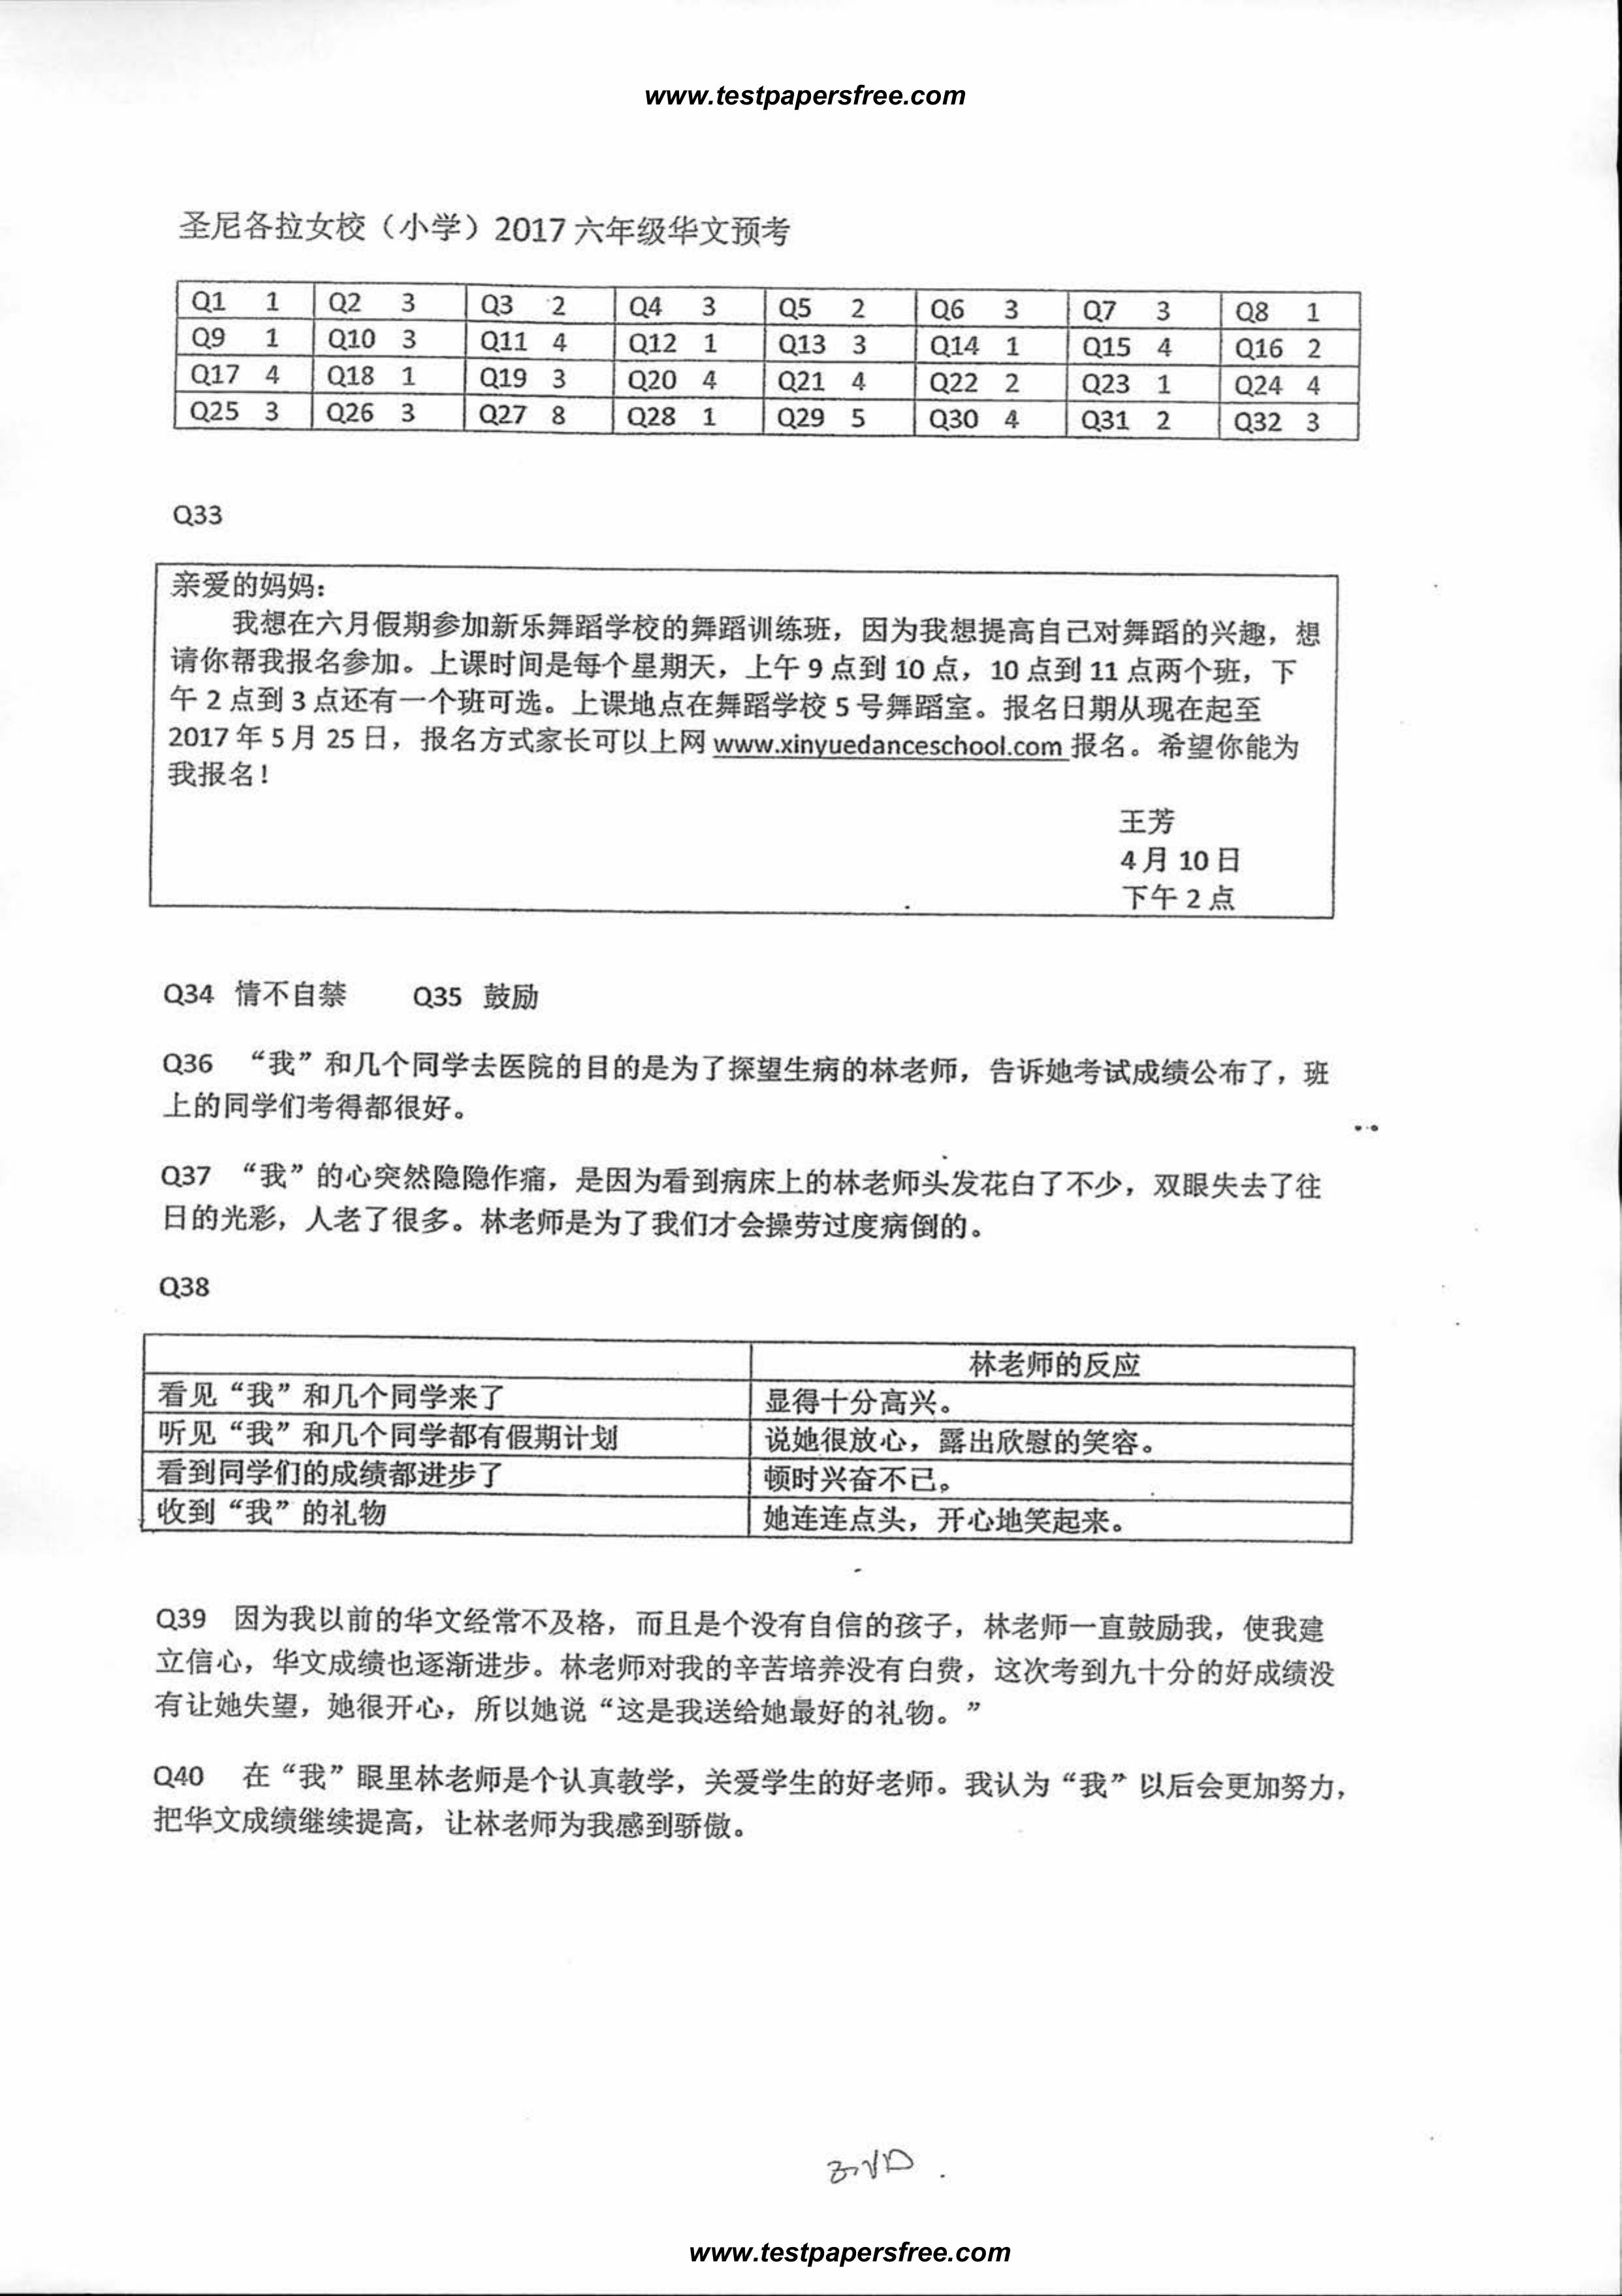 www.testpapersfree.com
圣尼各拉女校（小学）2017 六年级华文预考
Q1 1 Q2 3 Q3 2 Q4 3 Q5 2 Q6 3 Q7 3 Q8 1
Q9 1 Q10 3 Q11 4 Q12 1 Q13 3 Q14 1 Q15 4 Q16 2
Q17 4 Q18 1 Q19 3 Q20 4 Q21 4 Q22 2 Q23 1 Q24 4
Q25 3 Q26 3 Q27 8 Q28 1 Q29 5 Q30 4 Q31 2 Q32 3
Q33
亲爱的妈妈：
我想在六月假期参加新乐舞蹈学校的舞蹈训练班，因为我想提高自己对舞蹈的兴趣，想
请你帮我报名参加。上课时间是每个星期天，上午 9 点到 10 点，10 点到 11 点两个班，下
午 2 点到 3 点还有一个班可选。上课地点在舞蹈学校 5 号舞蹈室。报名日期从现在起至
2017 年 5 月 25 日，报名方式家长可以上网 www.xinyuedanceschool.com 报名。希望你能为
我报名！
王芳
4 月 10 日
下午 2 点
Q34 情不自禁 Q35 鼓励
Q36 “我”和几个同学去医院的目的是为了探望生病的林老师，告诉她考试成绩公布了，班
上的同学们考得都很好。
Q37 “我”的心突然隐隐作痛，是因为看到病床上的林老师头发花白了不少，双眼失去了往
日的光彩，人老了很多。林老师是为了我们才会操劳过度病倒的。
Q38
林老师的反应
看见“我”和几个同学来了 显得十分高兴。
听见“我”和几个同学都有假期计划 说她很放心，露出欣慰的笑容。
看到同学们的成绩都进步了 顿时兴奋不已。
收到“我”的礼物 她连连点头，开心地笑起来。
Q39 因为我以前的华文经常不及格，而且是个没有自信的孩子，林老师一直鼓励我，使我建
立信心，华文成绩也逐渐进步。林老师对我的辛苦培养没有白费，这次考到九十分的好成绩没
有让她失望，她很开心，所以她说“这是我送给她最好的礼物。”
Q40 在“我”眼里林老师是个认真教学，关爱学生的好老师。我认为“我”以后会更加努力，
把华文成绩继续提高，让林老师为我感到骄傲。
www.testpapersfree.com